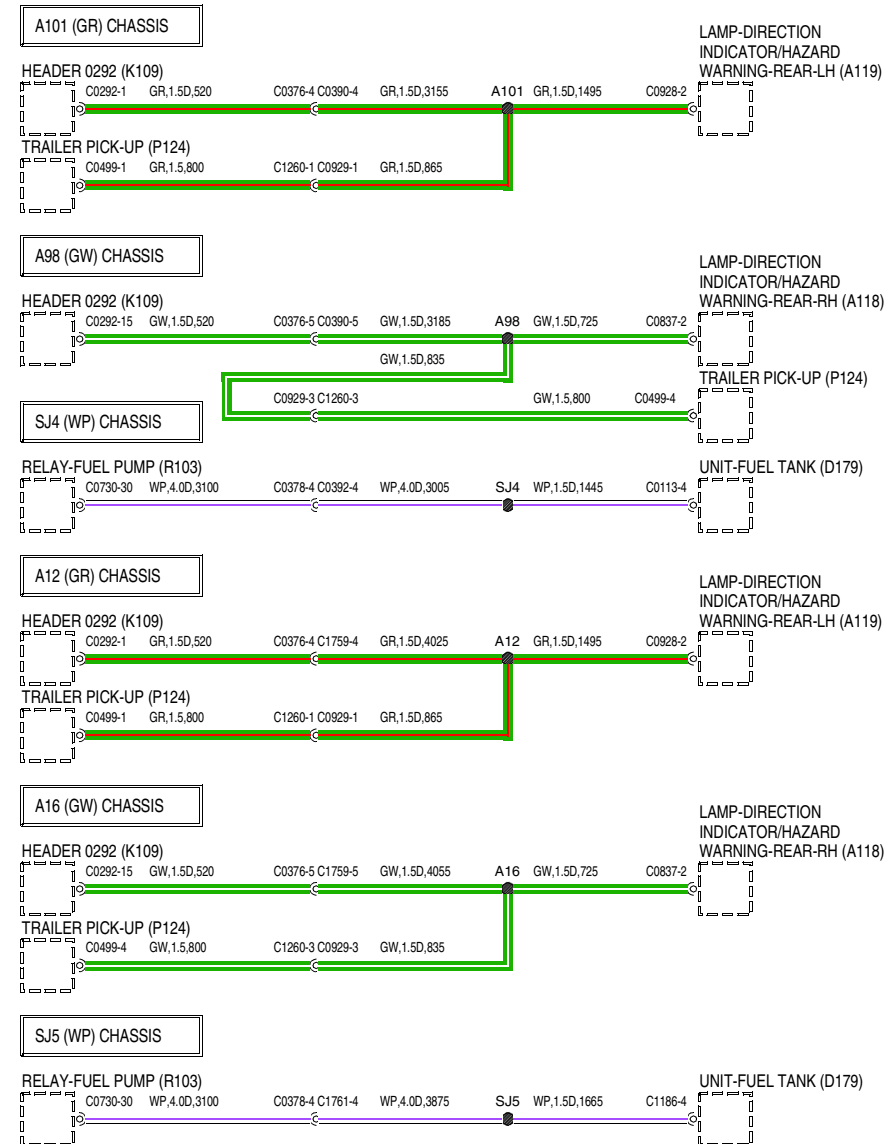 A101 (GR) CHASSIS
LAMP-DIRECTION
INDICATOR/HAZARD
HEADER 0292 (K109)
WARNING-REAR-LH (A119)
C0292-1 GR,1.5D,520 C0376-4 C0390-4 GR,1.5D,3155 A101 GR,1.5D,1495 C0928-2
TRAILER PICK-UP (P124)
C0499-1 GR,1.5,800 C1260-1 C0929-1 GR,1.5D,865
A98 (GW) CHASSIS
LAMP-DIRECTION
INDICATOR/HAZARD
HEADER 0292 (K109)
WARNING-REAR-RH (A118)
C0292-15 GW,1.5D,520 C0376-5 C0390-5 GW,1.5D,3185 A98 GW,1.5D,725 C0837-2
GW,1.5D,835
TRAILER PICK-UP (P124)
C0929-3 C1260-3 GW,1.5,800 C0499-4
SJ4 (WP) CHASSIS
RELAY-FUEL PUMP (R103)
UNIT-FUEL TANK (D179)
C0730-30 WP,4.0D,3100 C0378-4 C0392-4 WP,4.0D,3005 SJ4 WP,1.5D,1445 C0113-4
A12 (GR) CHASSIS
LAMP-DIRECTION
INDICATOR/HAZARD
HEADER 0292 (K109)
WARNING-REAR-LH (A119)
C0292-1 GR,1.5D,520 C0376-4 C1759-4 GR,1.5D,4025 A12 GR,1.5D,1495 C0928-2
TRAILER PICK-UP (P124)
C0499-1 GR,1.5,800 C1260-1 C0929-1 GR,1.5D,865
A16 (GW) CHASSIS
LAMP-DIRECTION
INDICATOR/HAZARD
HEADER 0292 (K109)
WARNING-REAR-RH (A118)
C0292-15 GW,1.5D,520 C0376-5 C1759-5 GW,1.5D,4055 A16 GW,1.5D,725 C0837-2
TRAILER PICK-UP (P124)
C0499-4 GW,1.5,800 C1260-3 C0929-3 GW,1.5D,835
SJ5 (WP) CHASSIS
RELAY-FUEL PUMP (R103)
UNIT-FUEL TANK (D179)
C0730-30 WP,4.0D,3100 C0378-4 C1761-4 WP,4.0D,3875 SJ5 WP,1.5D,1665 C1186-4